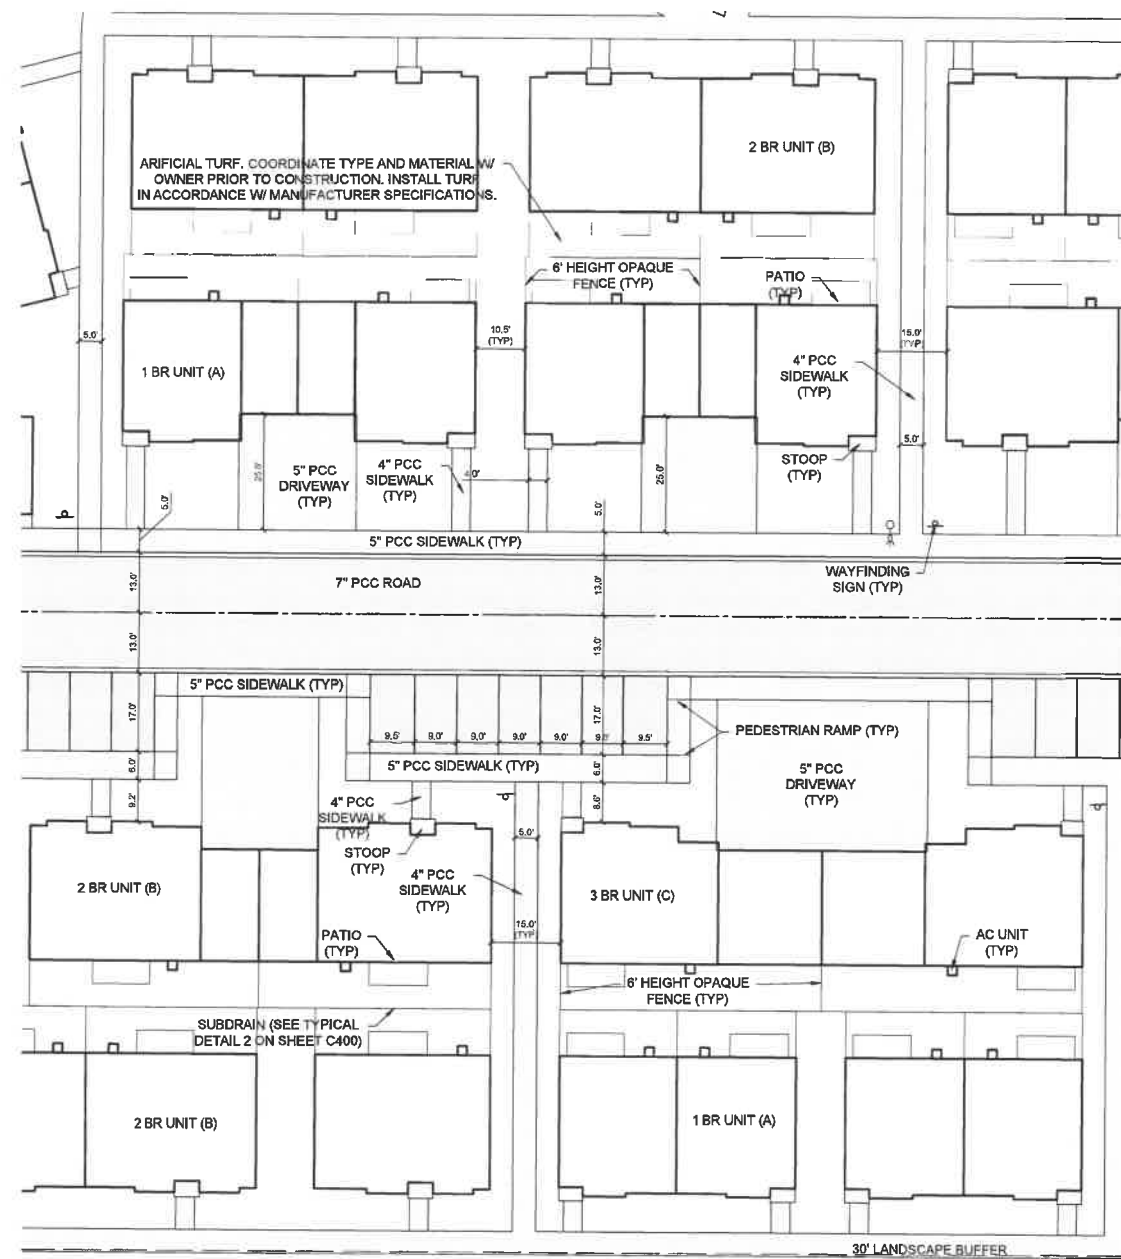 2 BR UNIT (B)
ARIFICIAL TURF. COORDINATE TYPE AND MATERIAL W/
OWNER PRIOR TO CONSTRUCTION. INSTALL TURF
IN ACCORDANCE W/ MANUFACTURER SPECIFICATIONS.
6' HEIGHT OPAQUE
FENCE (TYP)
PATIO
(TYP)
5.0'
10.5'
(TYP)
15.0'
(TYP)
1 BR UNIT (A)
4" PCC
SIDEWALK
(TYP)
5.0'
STOOP
(TYP)
25.0'
5" PCC
DRIVEWAY
(TYP)
4" PCC
SIDEWALK
(TYP)
4.0'
25.0'
5.0'
5.0'
5" PCC SIDEWALK (TYP)
WAYFINDING
SIGN (TYP)
7" PCC ROAD
13.0'
13.0'
13.0'
13.0'
5" PCC SIDEWALK (TYP)
17.0'
17.0'
PEDESTRIAN RAMP (TYP)
9.5'
9.0'
9.0'
9.0'
9.0'
9.0'
9.5'
5" PCC SIDEWALK (TYP)
6.0'
6.0'
5" PCC
DRIVEWAY
(TYP)
9.2'
8.6'
4" PCC
SIDEWALK
(TYP)
5.0'
STOOP
(TYP)
4" PCC
SIDEWALK
(TYP)
2 BR UNIT (B)
3 BR UNIT (C)
15.0'
(TYP)
PATIO
(TYP)
AC UNIT
(TYP)
6' HEIGHT OPAQUE
FENCE (TYP)
SUBDRAIN (SEE TYPICAL
DETAIL 2 ON SHEET C400)
2 BR UNIT (B)
1 BR UNIT (A)
30' LANDSCAPE BUFFER